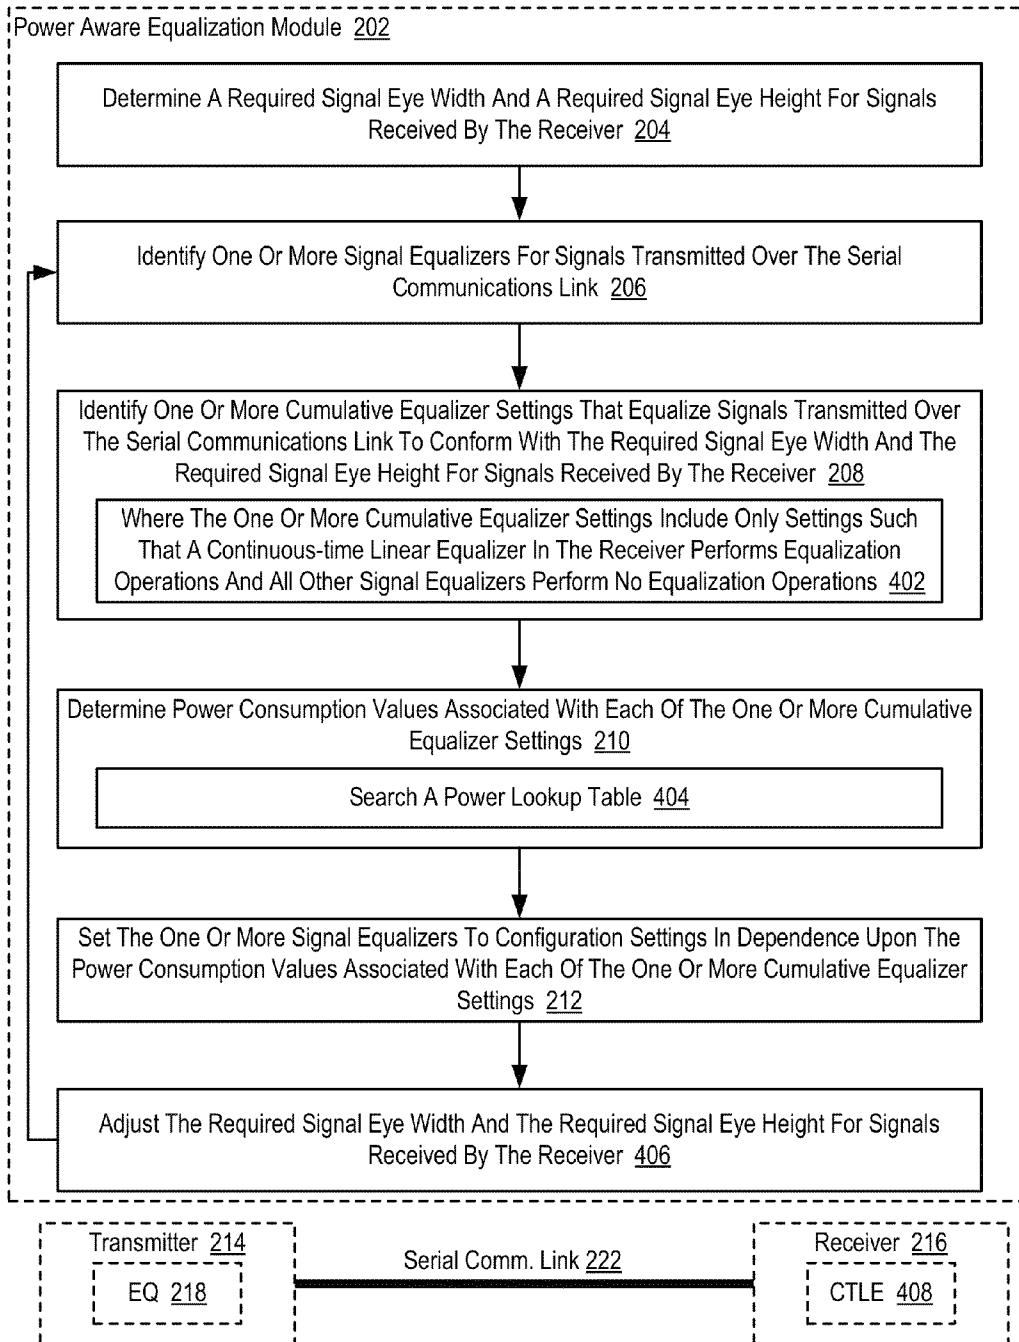 Power Aware Equalization Module 202
Determine A Required Signal Eye Width And A Required Signal Eye Height For Signals
Received By The Receiver 204
Identify One Or More Signal Equalizers For Signals Transmitted Over The Serial
Communications Link 206
Identify One Or More Cumulative Equalizer Settings That Equalize Signals Transmitted Over
The Serial Communications Link To Conform With The Required Signal Eye Width And The
Required Signal Eye Height For Signals Received By The Receiver 208
Where The One Or More Cumulative Equalizer Settings Include Only Settings Such
That A Continuous-time Linear Equalizer In The Receiver Performs Equalization
Operations And All Other Signal Equalizers Perform No Equalization Operations 402
Determine Power Consumption Values Associated With Each Of The One Or More Cumulative
Equalizer Settings 210
Search A Power Lookup Table 404
Set The One Or More Signal Equalizers To Configuration Settings In Dependence Upon The
Power Consumption Values Associated With Each Of The One Or More Cumulative Equalizer
Settings 212
Adjust The Required Signal Eye Width And The Required Signal Eye Height For Signals
Received By The Receiver 406
Transmitter 214
EQ 218
Serial Comm. Link 222
Receiver 216
CTLE 408